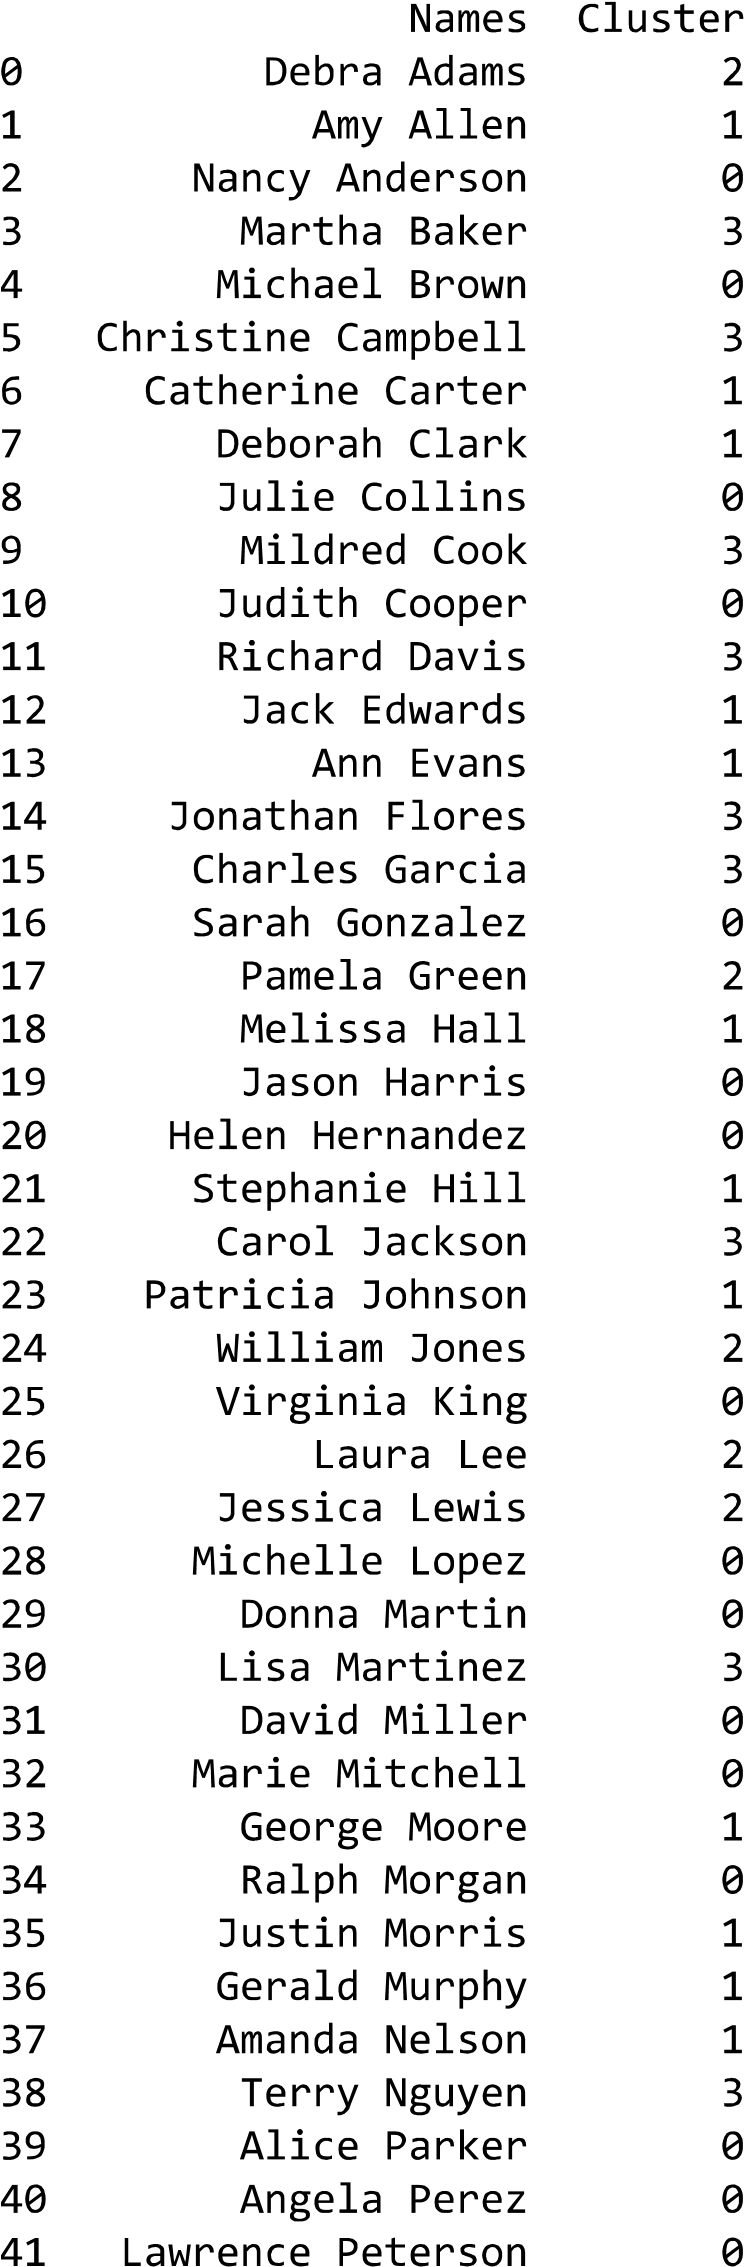 Names Cluster
0 Debra Adams 2
1 Amy Allen 1
2 Nancy Anderson 0
3 Martha Baker 3
4 Michael Brown 0
5 Christine Campbell 3
6 Catherine Carter 1
7 Deborah Clark 1
8 Julie Collins 0
9 Mildred Cook 3
10 Judith Cooper 0
11 Richard Davis 3
12 Jack Edwards 1
13 Ann Evans 1
14 Jonathan Flores 3
15 Charles Garcia 3
16 Sarah Gonzalez 0
17 Pamela Green 2
18 Melissa Hall 1
19 Jason Harris 0
20 Helen Hernandez 0
21 Stephanie Hill 1
22 Carol Jackson 3
23 Patricia Johnson 1
24 William Jones 2
25 Virginia King 0
26 Laura Lee 2
27 Jessica Lewis 2
28 Michelle Lopez 0
29 Donna Martin 0
30 Lisa Martinez 3
31 David Miller 0
32 Marie Mitchell 0
33 George Moore 1
34 Ralph Morgan 0
35 Justin Morris 1
36 Gerald Murphy 1
37 Amanda Nelson 1
38 Terry Nguyen 3
39 Alice Parker 0
40 Angela Perez 0
41 Lawrence Peterson 0